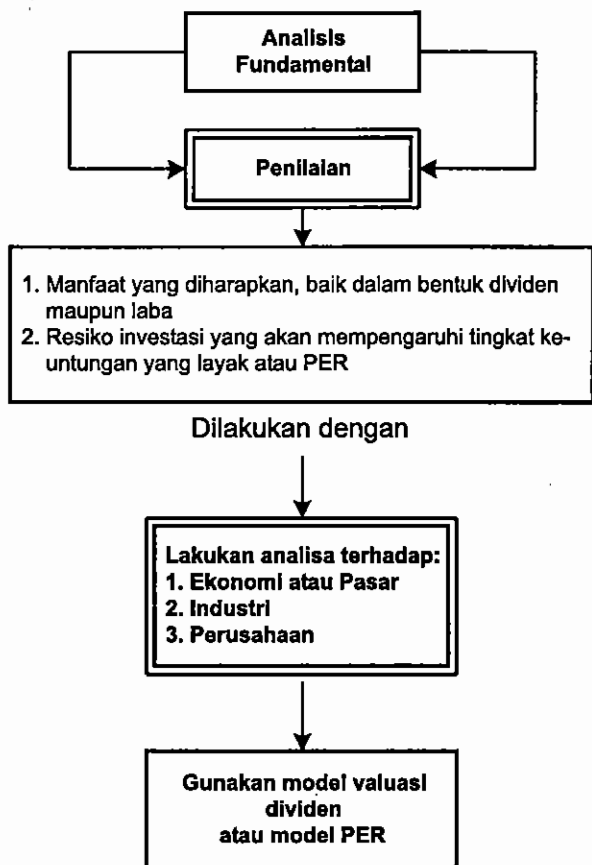 Analisis
Fundamental
Penilaian
1. Manfaat yang diharapkan, baik dalam bentuk dividen
maupun laba
2. Resiko investasi yang akan mempengaruhi tingkat ke-
untungan yang layak atau PER
Dilakukan dengan
Lakukan analisa terhadap:
1. Ekonomi atau Pasar
2. Industri
3. Perusahaan
Gunakan model valuasi
dividen
atau model PER